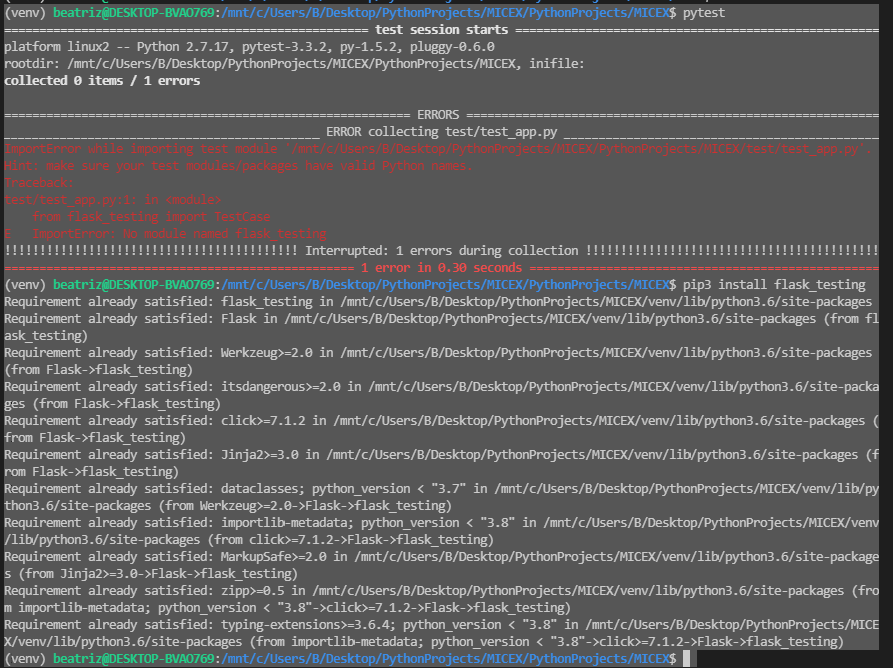 (venv) beatriz@DESKTOP-BVAO769:/mnt/c/Users/B/Desktop/PythonProjects/MICEX/PythonProjects/MICEX$ pytest
======================================================= test session starts =======================================================
platform linux2 -- Python 2.7.17, pytest-3.3.2, py-1.5.2, pluggy-0.6.0
rootdir: /mnt/c/Users/B/Desktop/PythonProjects/MICEX/PythonProjects/MICEX, inifile:
collected 0 items / 1 errors
============================================================= ERRORS ==============================================================
_____________________________________________ ERROR collecting test/test_app.py _____________________________________________
ImportError while importing test module '/mnt/c/Users/B/Desktop/PythonProjects/MICEX/PythonProjects/MICEX/test/test_app.py'.
Hint: make sure your test modules/packages have valid Python names.
Traceback:
test/test_app.py:1: in <module>
    from flask_testing import TestCase
E   ImportError: No module named flask_testing
!!!!!!!!!!!!!!!!!!!!!!!!!!!!!!!!!!!!!!!!!! Interrupted: 1 errors during collection !!!!!!!!!!!!!!!!!!!!!!!!!!!!!!!!!!!!!!!!!!
===================================================== 1 error in 0.30 seconds =====================================================
(venv) beatriz@DESKTOP-BVAO769:/mnt/c/Users/B/Desktop/PythonProjects/MICEX/PythonProjects/MICEX$ pip3 install flask_testing
Requirement already satisfied: flask_testing in /mnt/c/Users/B/Desktop/PythonProjects/MICEX/venv/lib/python3.6/site-packages
Requirement already satisfied: Flask in /mnt/c/Users/B/Desktop/PythonProjects/MICEX/venv/lib/python3.6/site-packages (from fl
ask_testing)
Requirement already satisfied: Werkzeug>=2.0 in /mnt/c/Users/B/Desktop/PythonProjects/MICEX/venv/lib/python3.6/site-packages
(from Flask->flask_testing)
Requirement already satisfied: itsdangerous>=2.0 in /mnt/c/Users/B/Desktop/PythonProjects/MICEX/venv/lib/python3.6/site-packa
ges (from Flask->flask_testing)
Requirement already satisfied: click>=7.1.2 in /mnt/c/Users/B/Desktop/PythonProjects/MICEX/venv/lib/python3.6/site-packages (
from Flask->flask_testing)
Requirement already satisfied: Jinja2>=3.0 in /mnt/c/Users/B/Desktop/PythonProjects/MICEX/venv/lib/python3.6/site-packages (f
rom Flask->flask_testing)
Requirement already satisfied: dataclasses; python_version < "3.7" in /mnt/c/Users/B/Desktop/PythonProjects/MICEX/venv/lib/py
thon3.6/site-packages (from Werkzeug>=2.0->Flask->flask_testing)
Requirement already satisfied: importlib-metadata; python_version < "3.8" in /mnt/c/Users/B/Desktop/PythonProjects/MICEX/venv
/lib/python3.6/site-packages (from click>=7.1.2->Flask->flask_testing)
Requirement already satisfied: MarkupSafe>=2.0 in /mnt/c/Users/B/Desktop/PythonProjects/MICEX/venv/lib/python3.6/site-package
s (from Jinja2>=3.0->Flask->flask_testing)
Requirement already satisfied: zipp>=0.5 in /mnt/c/Users/B/Desktop/PythonProjects/MICEX/venv/lib/python3.6/site-packages (fro
m importlib-metadata; python_version < "3.8"->click>=7.1.2->Flask->flask_testing)
Requirement already satisfied: typing-extensions>=3.6.4; python_version < "3.8" in /mnt/c/Users/B/Desktop/PythonProjects/MICE
X/venv/lib/python3.6/site-packages (from importlib-metadata; python_version < "3.8"->click>=7.1.2->Flask->flask_testing)
(venv) beatriz@DESKTOP-BVAO769:/mnt/c/Users/B/Desktop/PythonProjects/MICEX/PythonProjects/MICEX$